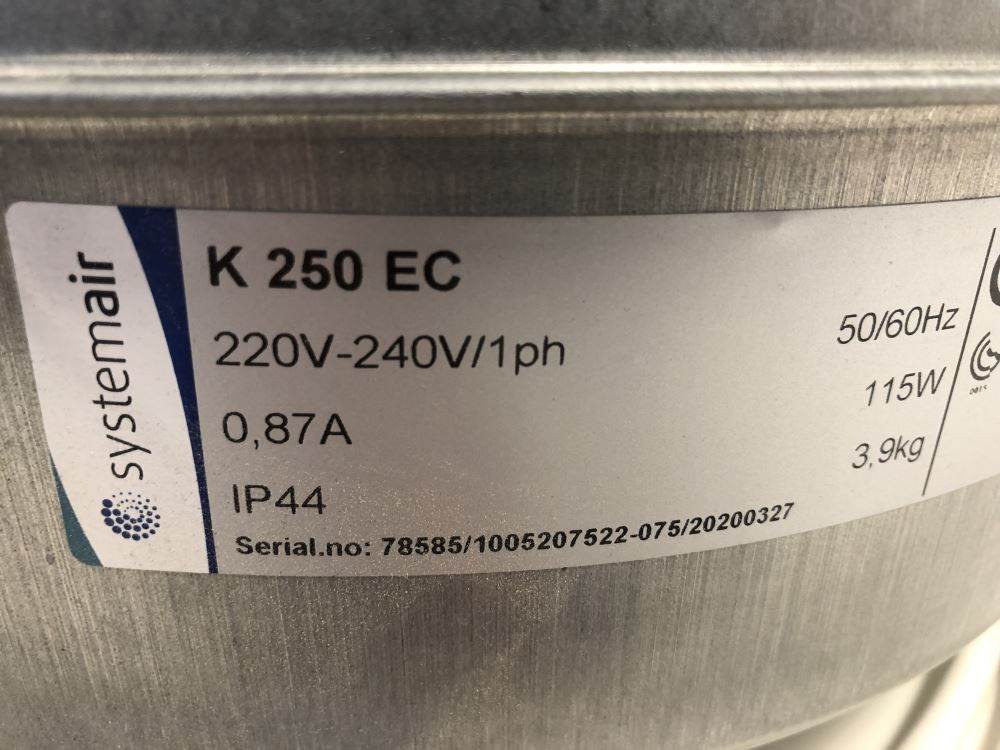 systemair
K 250 EC
220V-240V/1ph 50/60Hz
0,87A 115W
IP44 3,9kg
Serial.no: 78585/1005207522-075/20200327